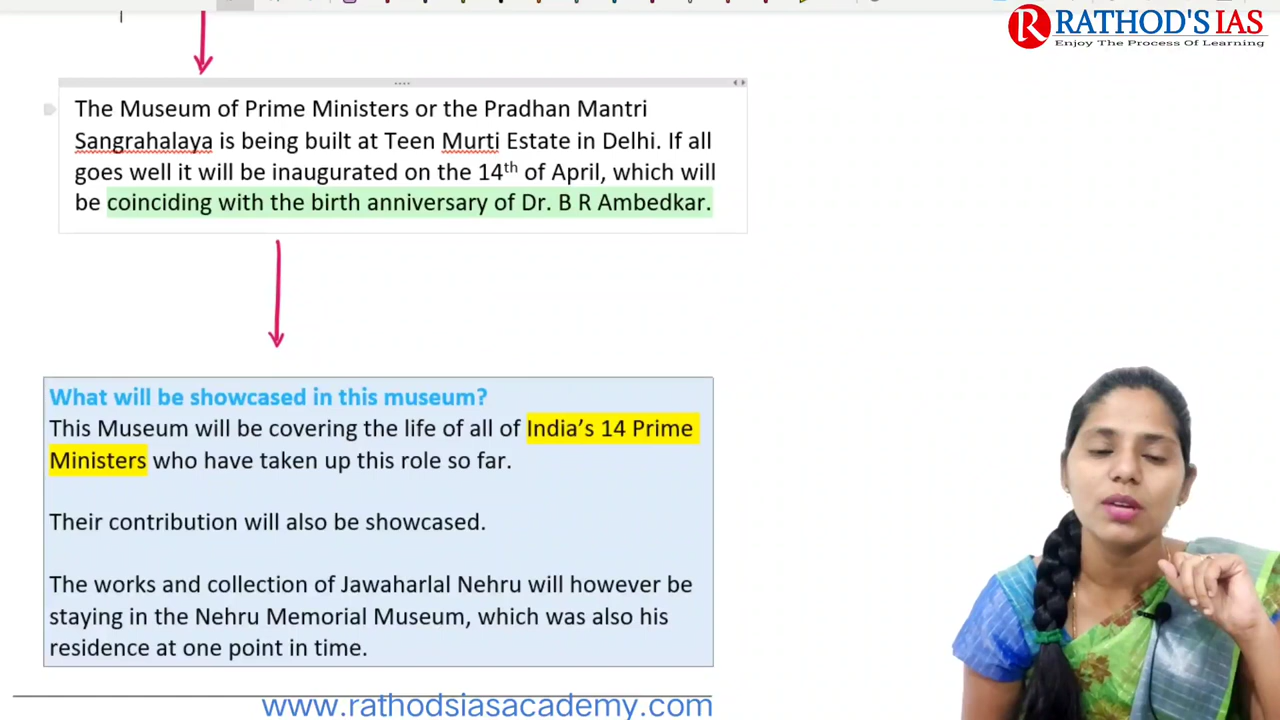 RATHOD'S IAS
Enjoy The Process Of Learning
The Museum of Prime Ministers or the Pradhan Mantri
Sangrahalaya is being built at Teen Murti Estate in Delhi. If all
goes well it will be inaugurated on the 14th of April, which will
be coinciding with the birth anniversary of Dr. B R Ambedkar.
What will be showcased in this museum?
This Museum will be covering the life of all of India's 14 Prime
Ministers who have taken up this role so far.
Their contribution will also be showcased.
The works and collection of Jawaharlal Nehru will however be
staying in the Nehru Memorial Museum, which was also his
residence at one point in time.
www.rathodsiasacademy.com